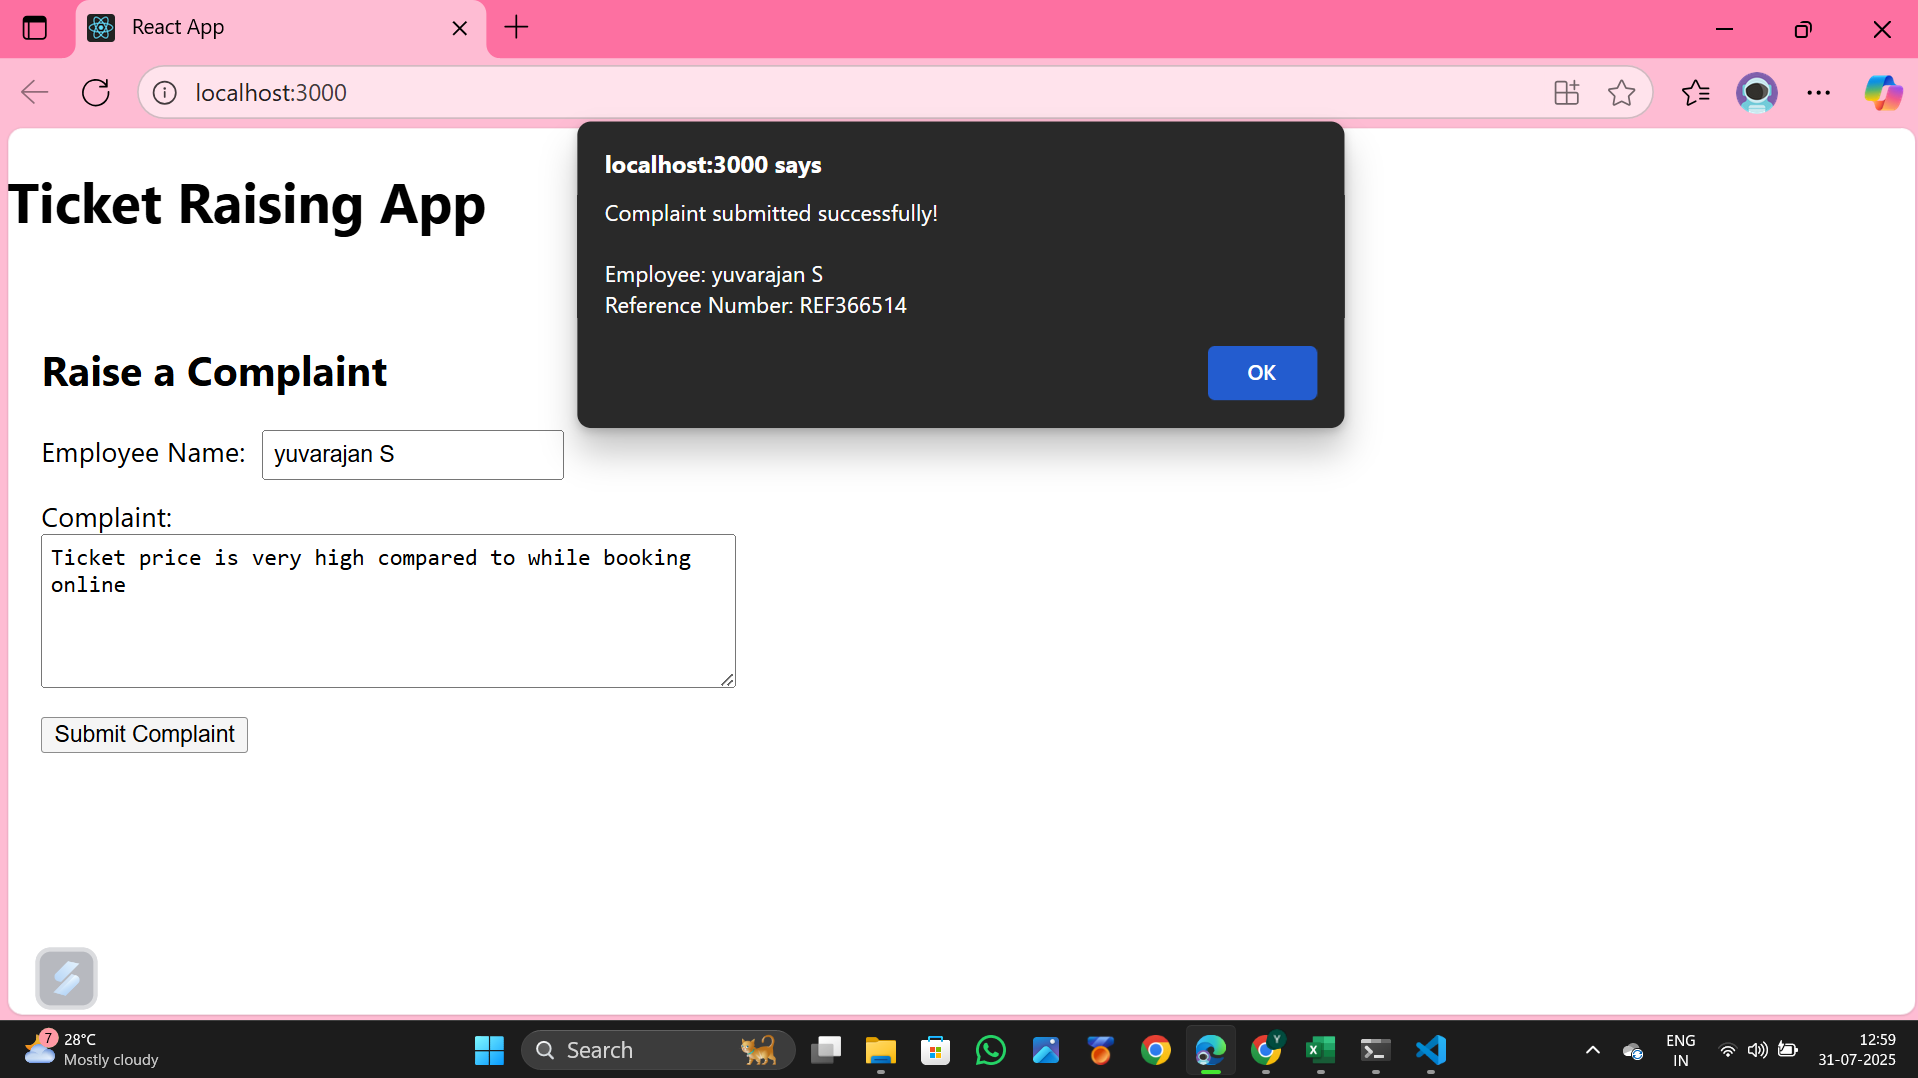 React App
localhost:3000
localhost:3000 says
Complaint submitted successfully!
Employee: yuvarajan S
Reference Number: REF366514
OK
Ticket Raising App
Raise a Complaint
Employee Name: yuvarajan S
Complaint:
Ticket price is very high compared to while booking
online
Submit Complaint
7
28°C
Mostly cloudy
Search
Y
ENG
IN
12:59
31-07-2025